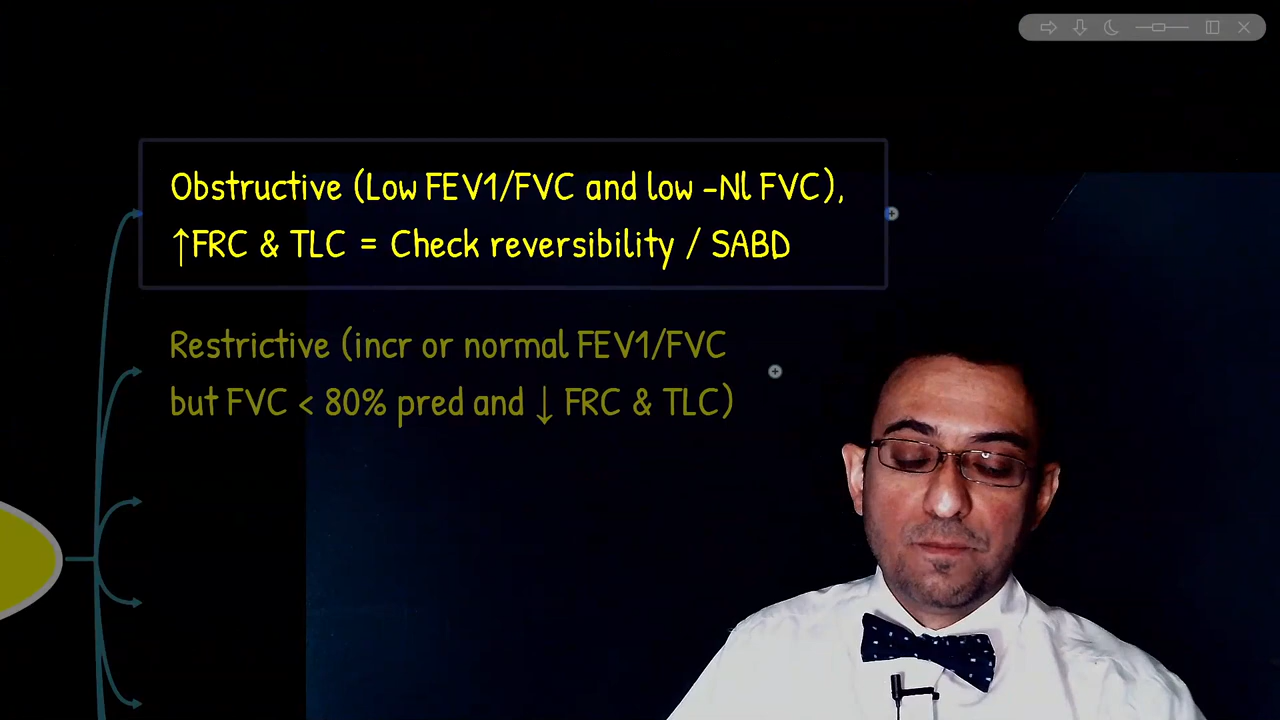 Obstructive (Low FEV1/FVC and low -Nl FVC),
↑FRC & TLC = Check reversibility / SABD
Restrictive (incr or normal FEV1/FVC
but FVC < 80% pred and ↓ FRC & TLC)